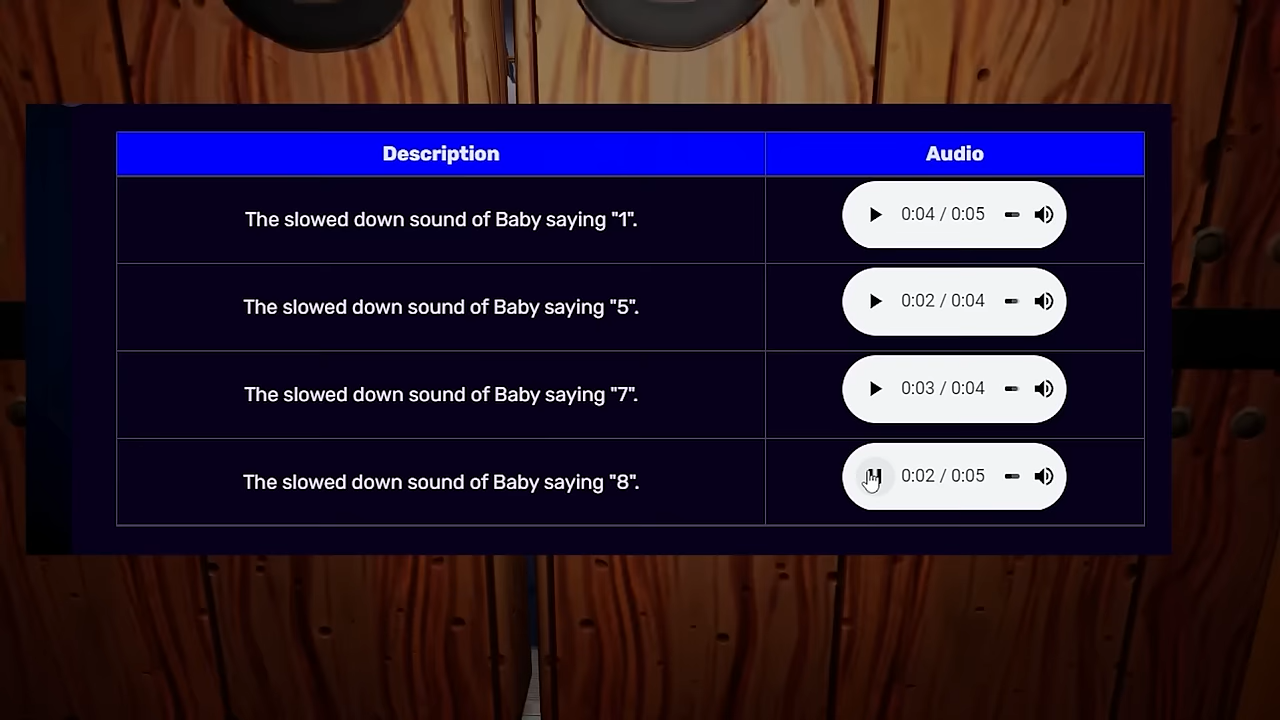 Description Audio
The slowed down sound of Baby saying "1". 0:04 / 0:05
The slowed down sound of Baby saying "5". 0:02 / 0:04
The slowed down sound of Baby saying "7". 0:03 / 0:04
The slowed down sound of Baby saying "8". 0:02 / 0:05